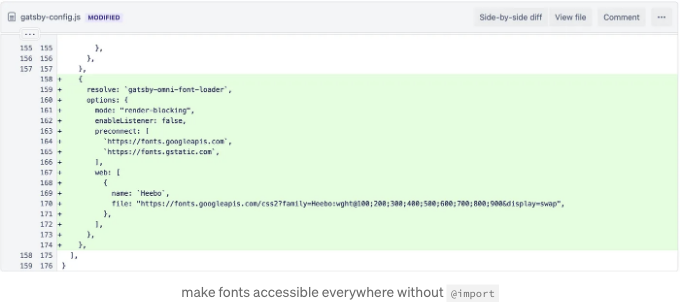 gatsby-config.js MODIFIED Side-by-side diff View file Comment ...
...
155 155 },
156 156 },
157 157 },
158 + {
159 + resolve: `gatsby-omni-font-loader`,
160 + options: {
161 + mode: "render-blocking",
162 + enableListener: false,
163 + preconnect: [
164 + `https://fonts.googleapis.com`,
165 + `https://fonts.gstatic.com`,
166 + ],
167 + web: [
168 + {
169 + name: `Heebo`,
170 + file: "https://fonts.googleapis.com/css2?family=Heebo:wght@100;200;300;400;500;600;700;800;900&display=swap",
171 + },
172 + ],
173 + },
174 + },
158 175 ],
159 176 }
make fonts accessible everywhere without @import